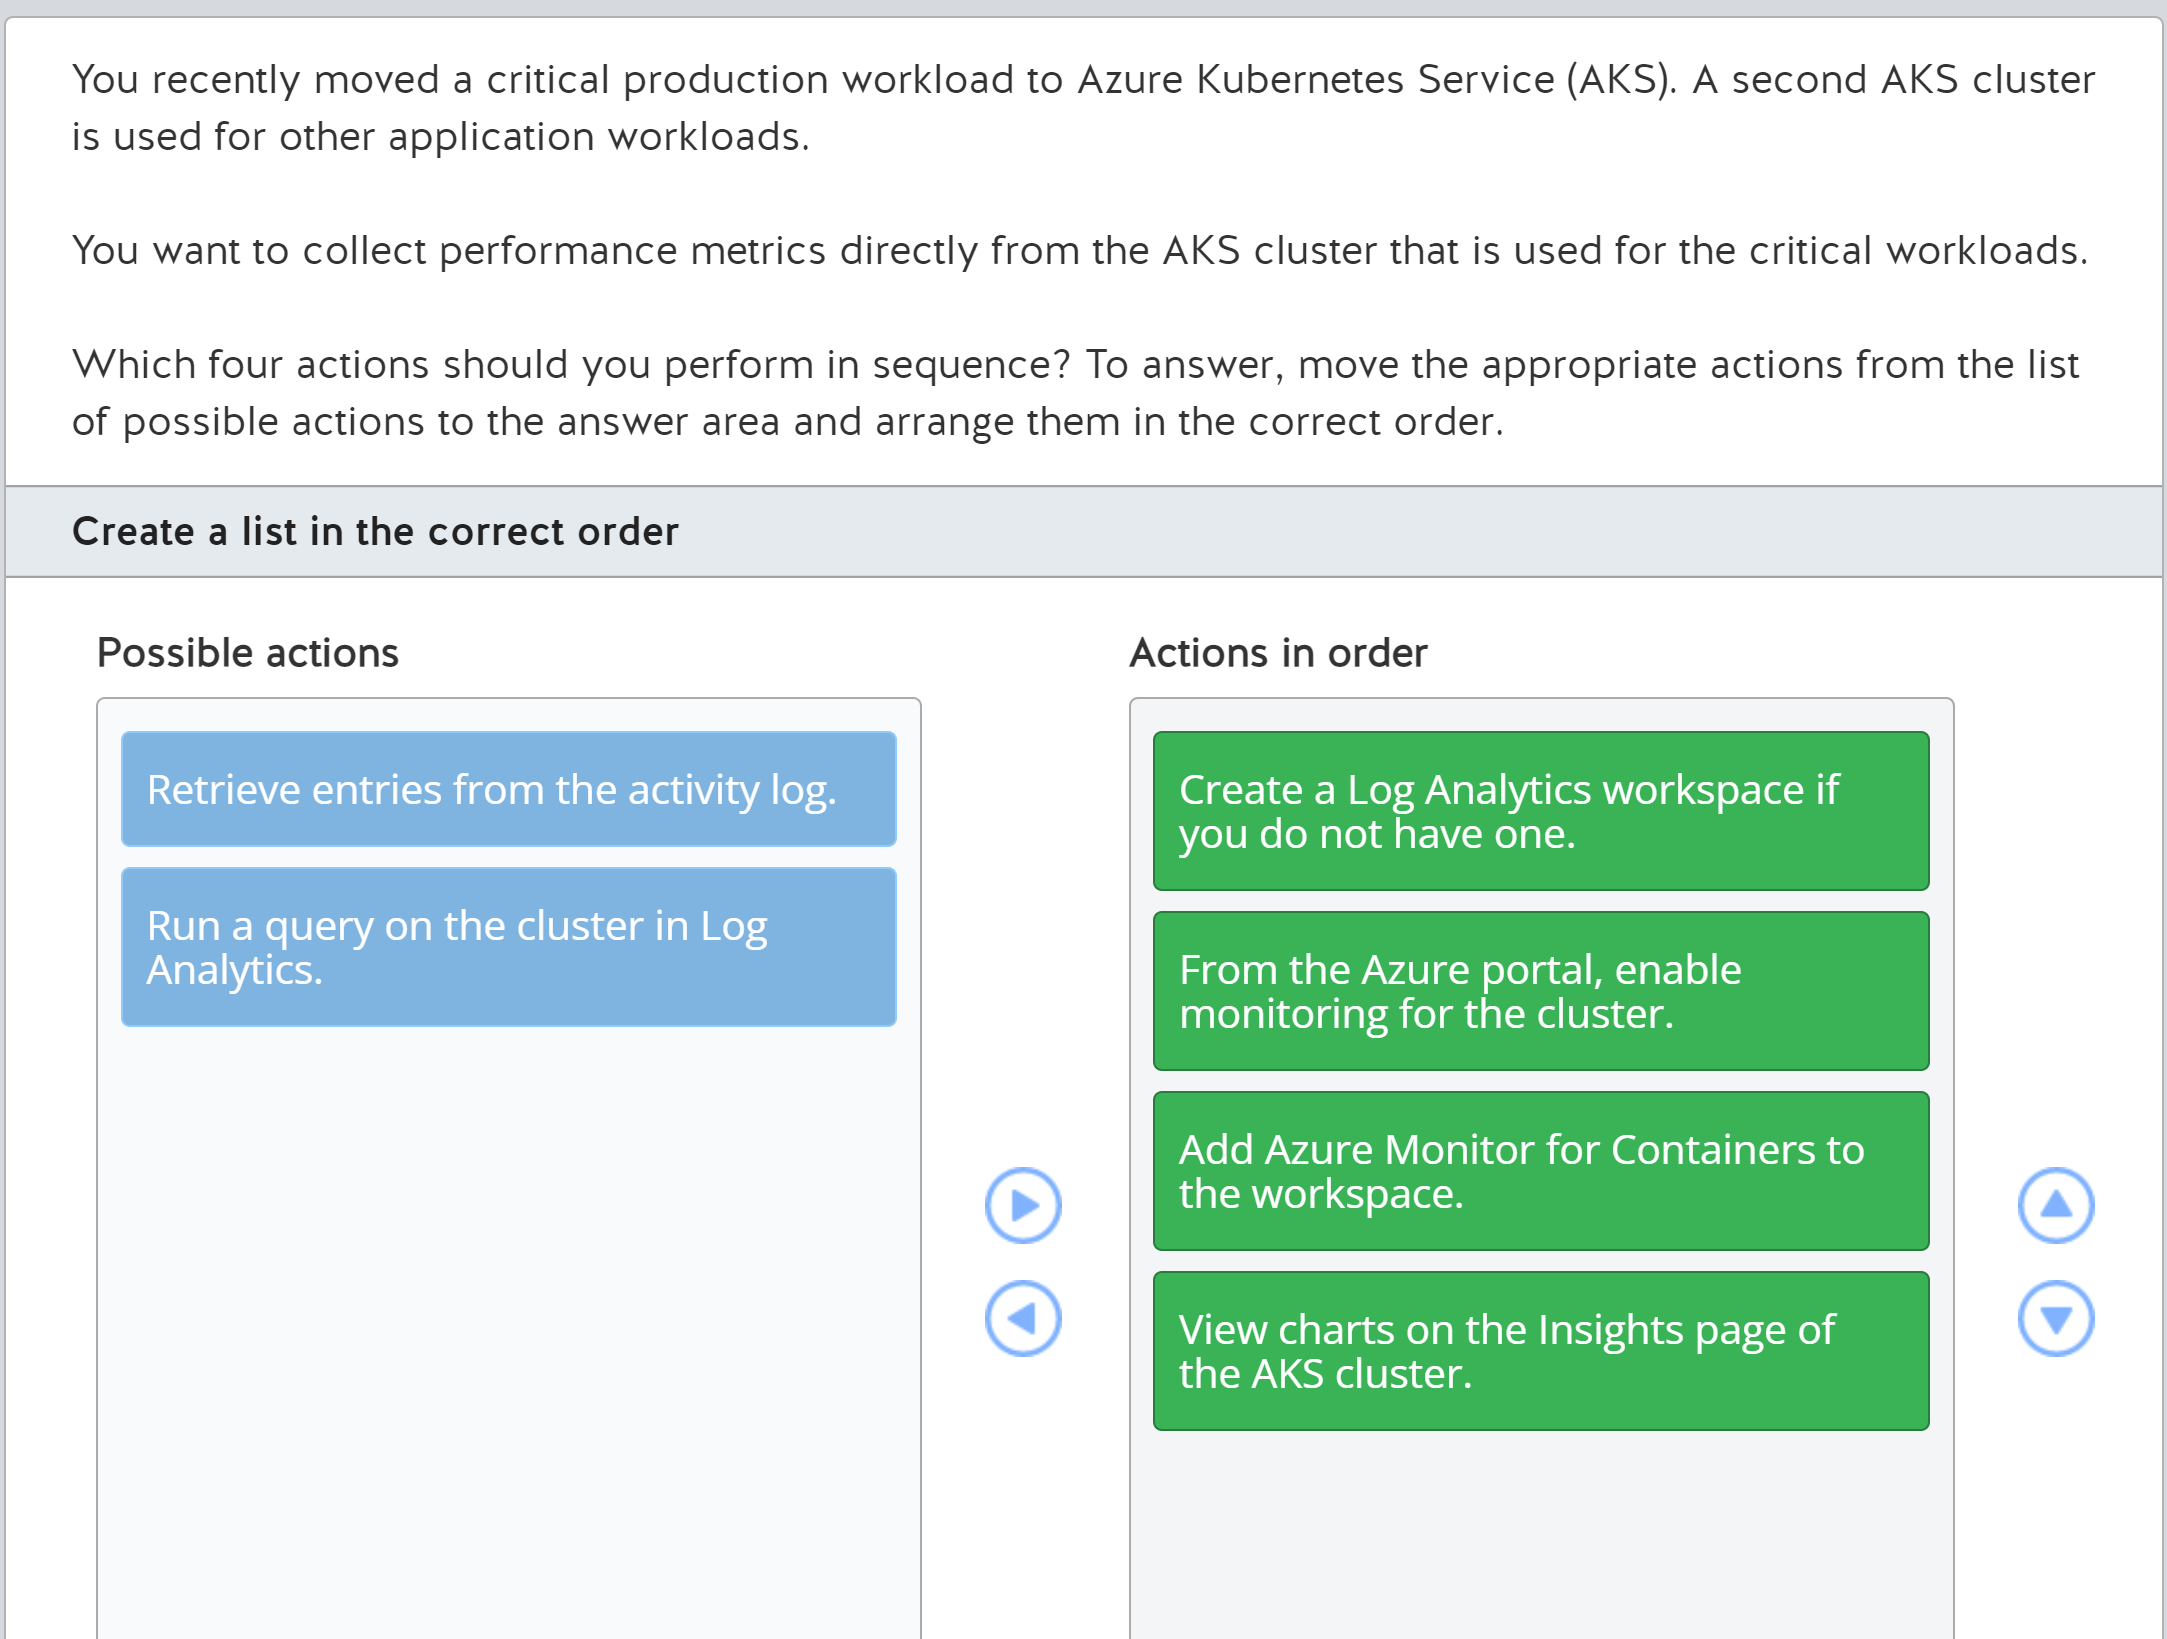 You recently moved a critical production workload to Azure Kubernetes Service (AKS). A second AKS cluster
is used for other application workloads.
You want to collect performance metrics directly from the AKS cluster that is used for the critical workloads.
Which four actions should you perform in sequence? To answer, move the appropriate actions from the list
of possible actions to the answer area and arrange them in the correct order.
Create a list in the correct order
Possible actions
Retrieve entries from the activity log.
Run a query on the cluster in Log
Analytics.
Actions in order
Create a Log Analytics workspace if
you do not have one.
From the Azure portal, enable
monitoring for the cluster.
Add Azure Monitor for Containers to
the workspace.
View charts on the Insights page of
the AKS cluster.